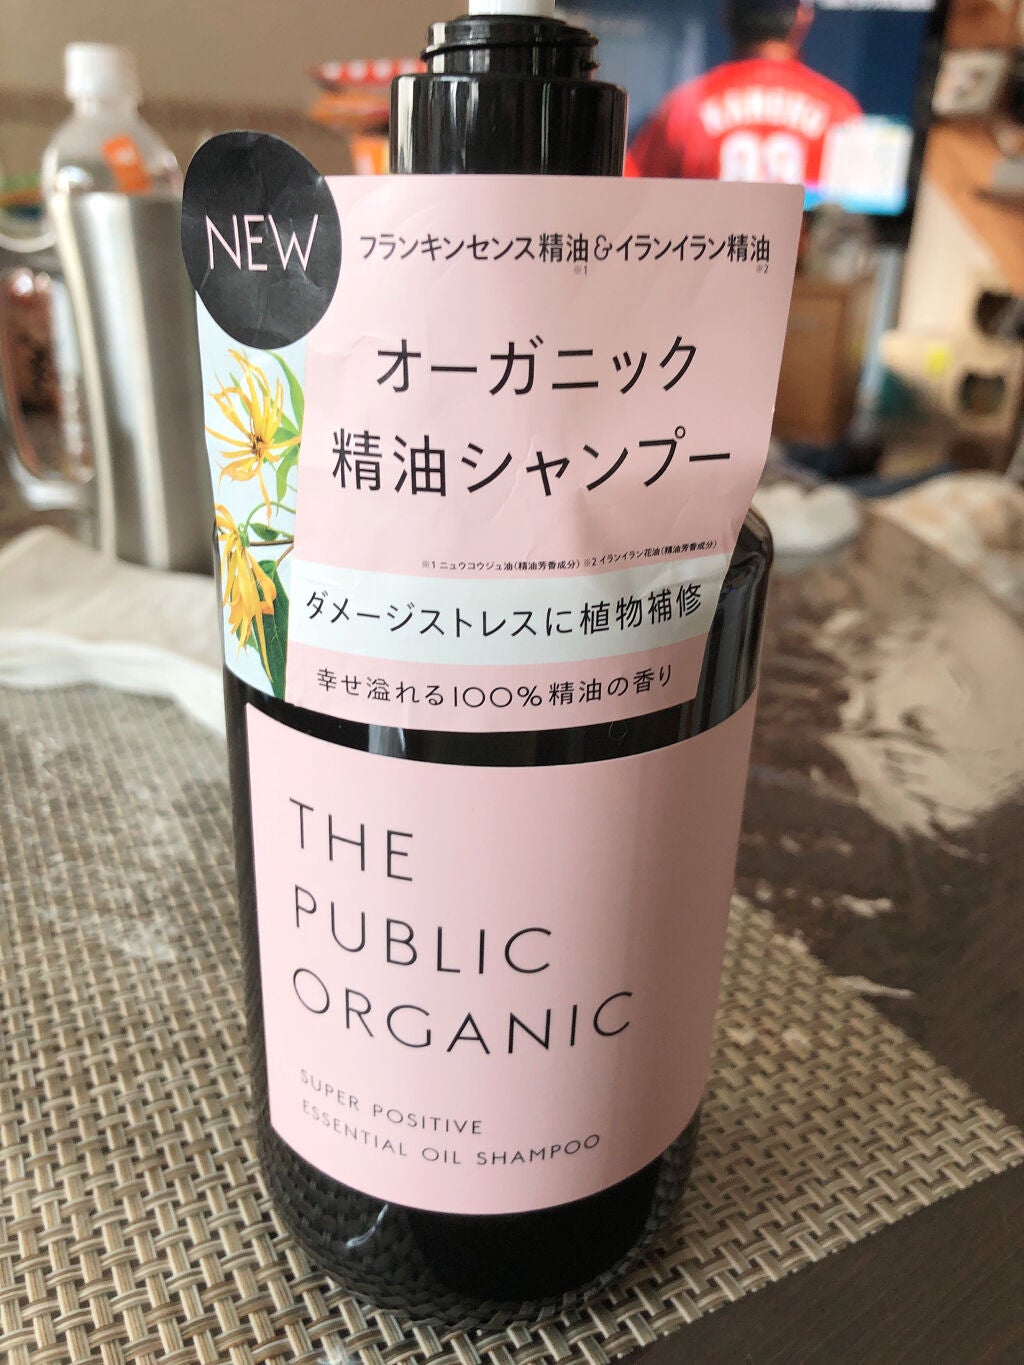 NEW
フランキンセンス精油※1&イランイラン精油※2
オーガニック
精油シャンプー
※1 ニュウコウジュ油(精油芳香成分) ※2 イランイラン花油(精油芳香成分)
ダメージストレスに植物補修
幸せ溢れる100%精油の香り
THE
PUBLIC
ORGANIC
SUPER POSITIVE
ESSENTIAL OIL SHAMPOO